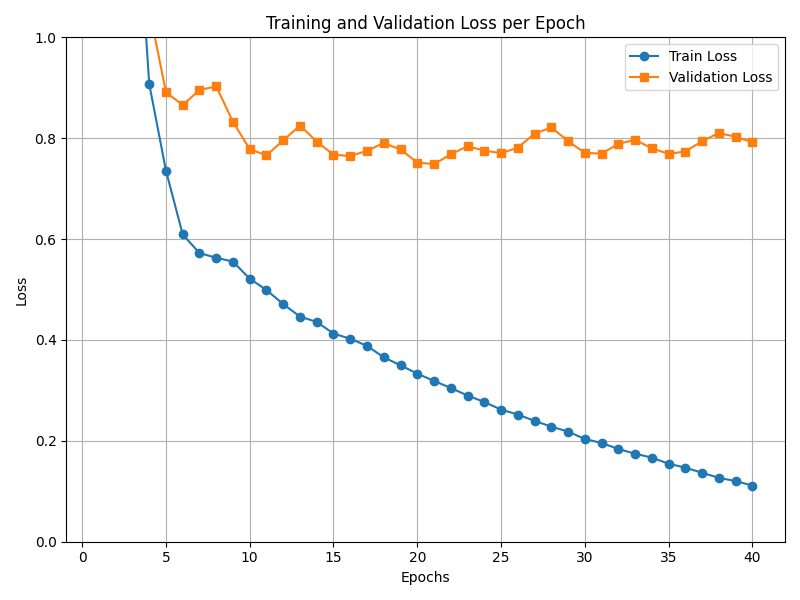 Training and Validation Loss per Epoch
Train Loss
Validation Loss
1.0
0.8
0.6
0.4
0.2
0.0
Loss
0 5 10 15 20 25 30 35 40
Epochs